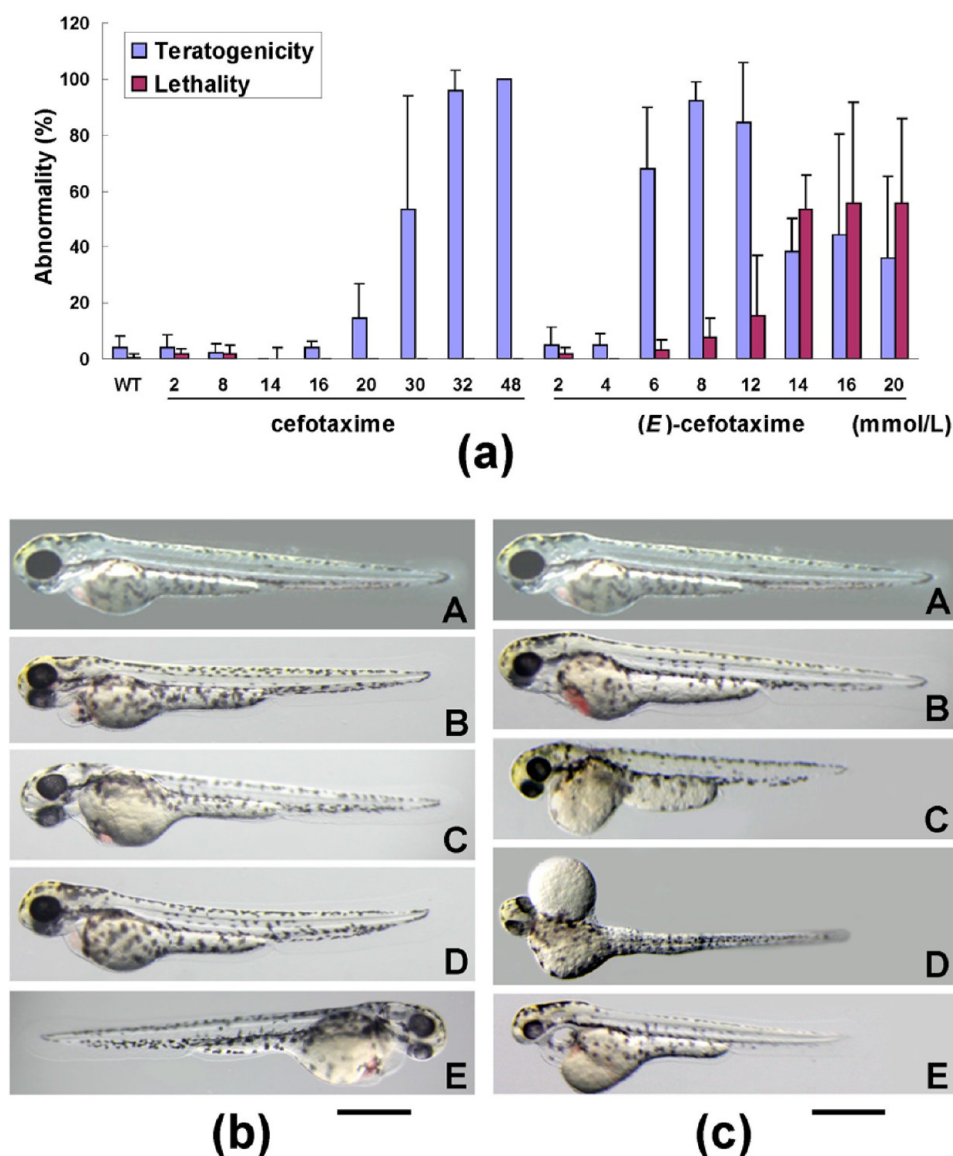 120
100
80
60
40
20
0
Abnormality (%)
Teratogenicity
Lethality
WT 2 8 14 16 20 30 32 48 2 4 6 8 12 14 16 20
cefotaxime (E)-cefotaxime (mmol/L)
(a)
A
B
C
D
E
(b)
A
B
C
D
E
(c)